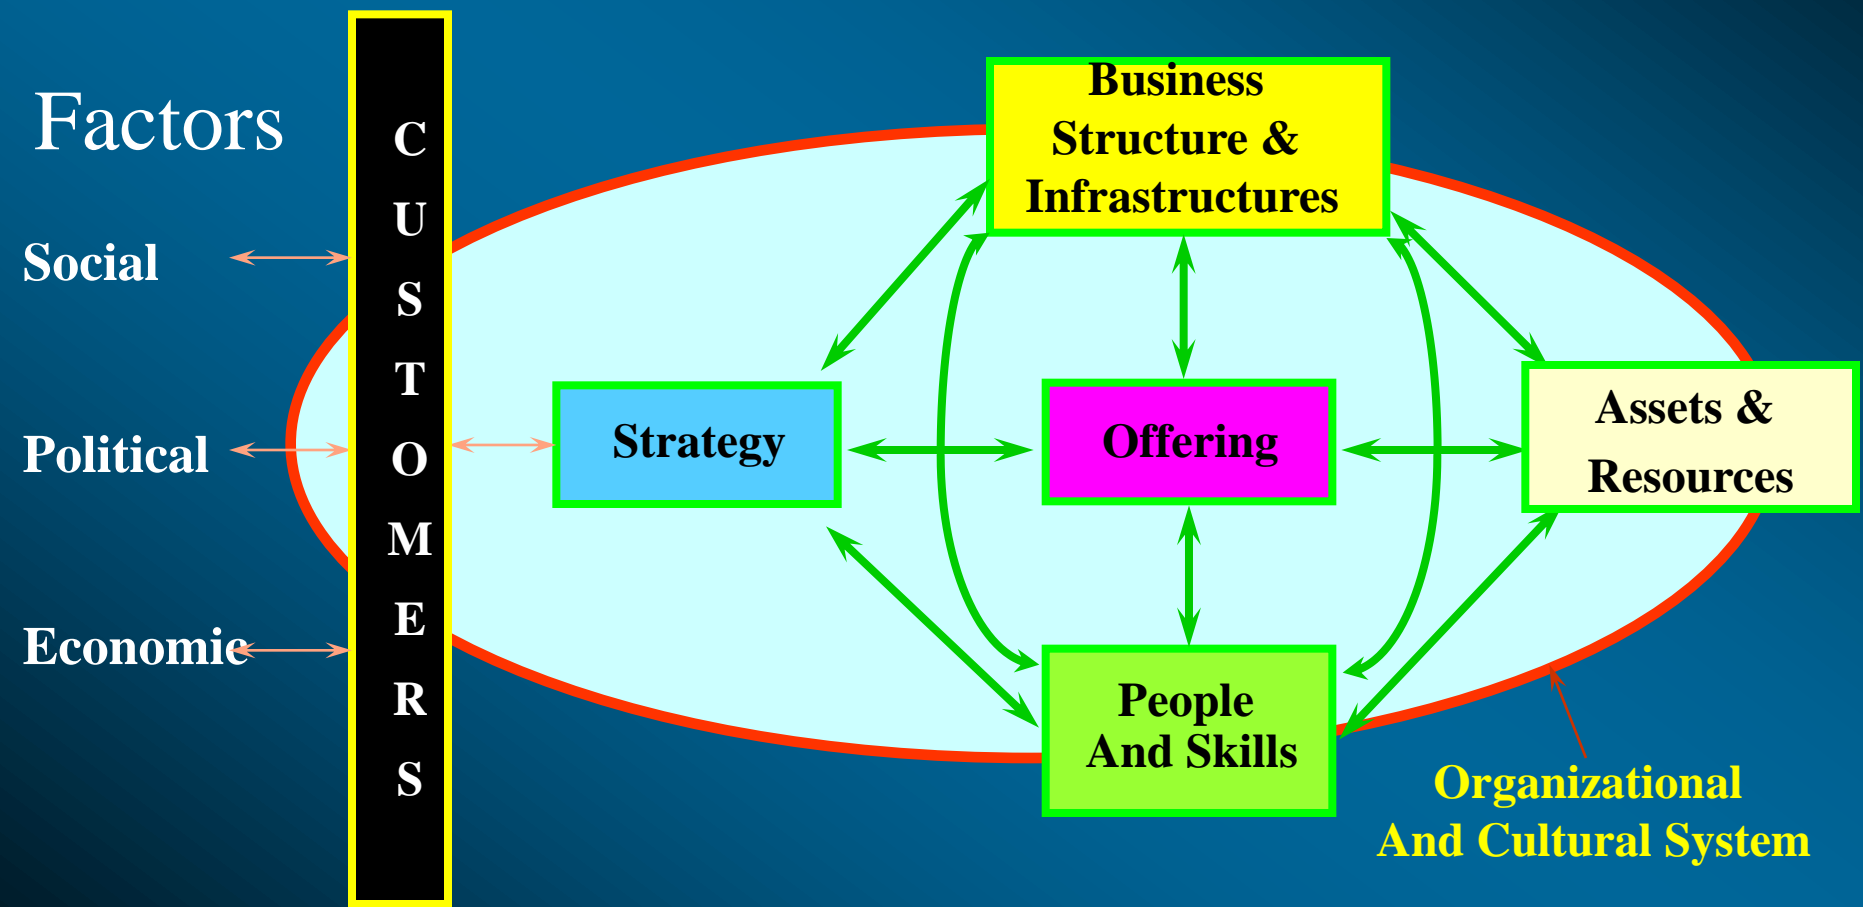 Factors
Social
Political
Economic
C
U
S
T
O
M
E
R
S
Business
Structure &
Infrastructures
Strategy
Offering
Assets &
Resources
People
And Skills
Organizational
And Cultural System